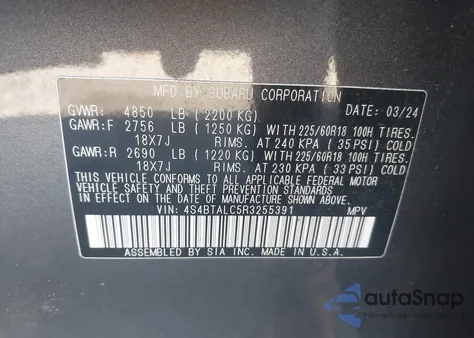 MFD BY SUBARU CORPORATION DATE: 03/24
GVWR: 4850 LB (2200 KG)
GAWR:F 2756 LB (1250 KG) WITH 225/60R18 100H TIRES.
18X7J RIMS. AT 240 KPA (35 PSI) COLD
GAWR:R 2690 LB (1220 KG) WITH 225/60R18 100H TIRES.
18X7J RIMS. AT 230 KPA (33 PSI) COLD
THIS VEHICLE CONFORMS TO ALL APPLICABLE FEDERAL MOTOR
VEHICLE SAFETY AND THEFT PREVENTION STANDARDS IN
EFFECT ON THE DATE OF MANUFACTURE SHOWN ABOVE.
VIN: 4S4BTALC5R3255391 MPV
ASSEMBLED BY SIA INC. MADE IN U.S.A.
autoSnap